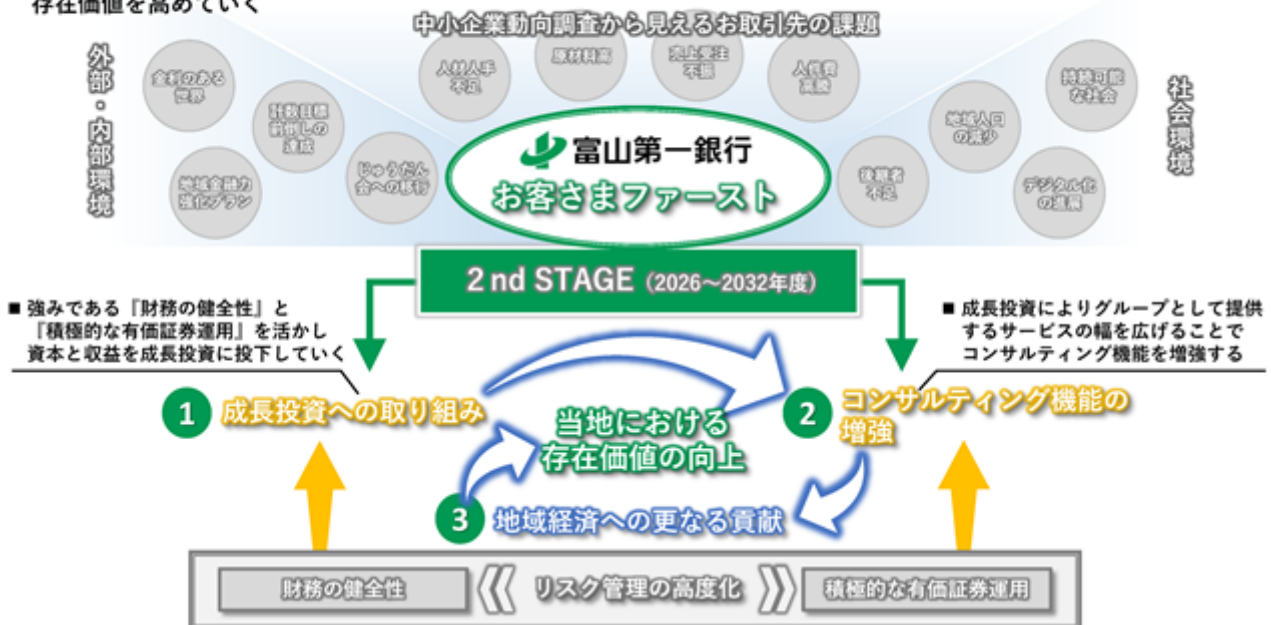 存在価値を高めていく
中小企業動向調査から見えるお取引先の課題
外部・内部環境
金利のある
世界
計数目標
前倒しの
達成
地域金融力
強化プラン
じゅうだん
会への移行
人材人手
不足
原材料高
売上受注
不振
人件費
高騰
後継者
不足
地域人口
の減少
持続可能
な社会
デジタル化
の進展
社会環境
富山第一銀行
お客さまファースト
2nd STAGE (2026~2032年度)
■ 強みである『財務の健全性』と
『積極的な有価証券運用』を活かし
資本と収益を成長投資に投下していく
■ 成長投資によりグループとして提供
するサービスの幅を広げることで
コンサルティング機能を増強する
1 成長投資への取り組み
2 コンサルティング機能の
増強
当地における
存在価値の向上
3 地域経済への更なる貢献
財務の健全性
リスク管理の高度化
積極的な有価証券運用